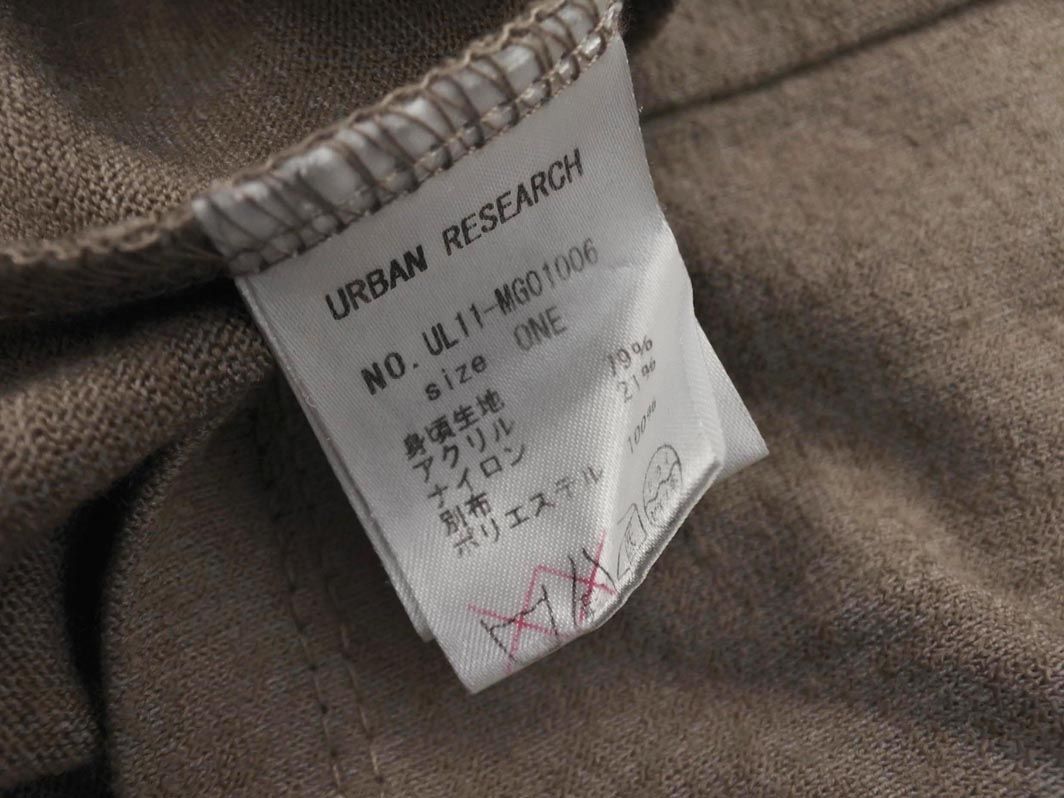 URBAN RESEARCH
NO. UL11-MG01006
size ONE
身頃生地
アクリル 79%
ナイロン 21%
別布
ポリエステル 100%